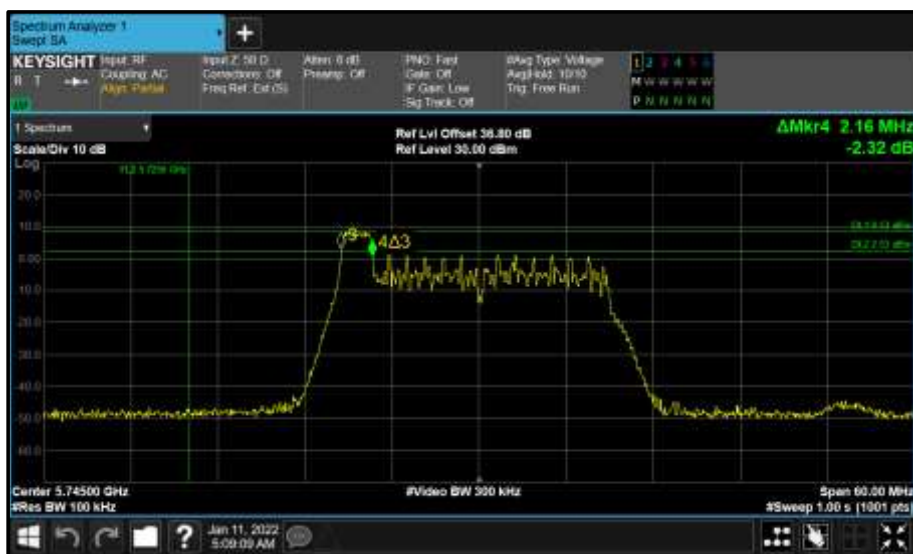 Spectrum Analyzer 1
Swept SA
KEYSIGHT
R T
Input: RF
Coupling: AC
Align: Partial
Input Z: 50 Ω
Corrections: Off
Freq Ref: Ext (S)
Atten: 6 dB
Preamp: Off
PNO: Fast
Gate: Off
IF Gain: Low
Sig Track: Off
#Avg Type: Voltage
Avg|Hold: 10/10
Trig: Free Run
1 2 3 4 5 6
M W W W W W
P N N N N N
1 Spectrum
Scale/Div 10 dB
Log
Ref Lvl Offset 36.80 dB
Ref Level 30.00 dBm
ΔMkr4 2.16 MHz
-2.32 dB
20.0
10.0
0.00
-10.0
-20.0
-30.0
-40.0
-50.0
-60.0
4Δ3
Center 5.74500 GHz
#Res BW 100 kHz
#Video BW 300 kHz
Span 60.00 MHz
#Sweep 1.00 s (1001 pts)
Jan 11, 2022
5:09:09 AM